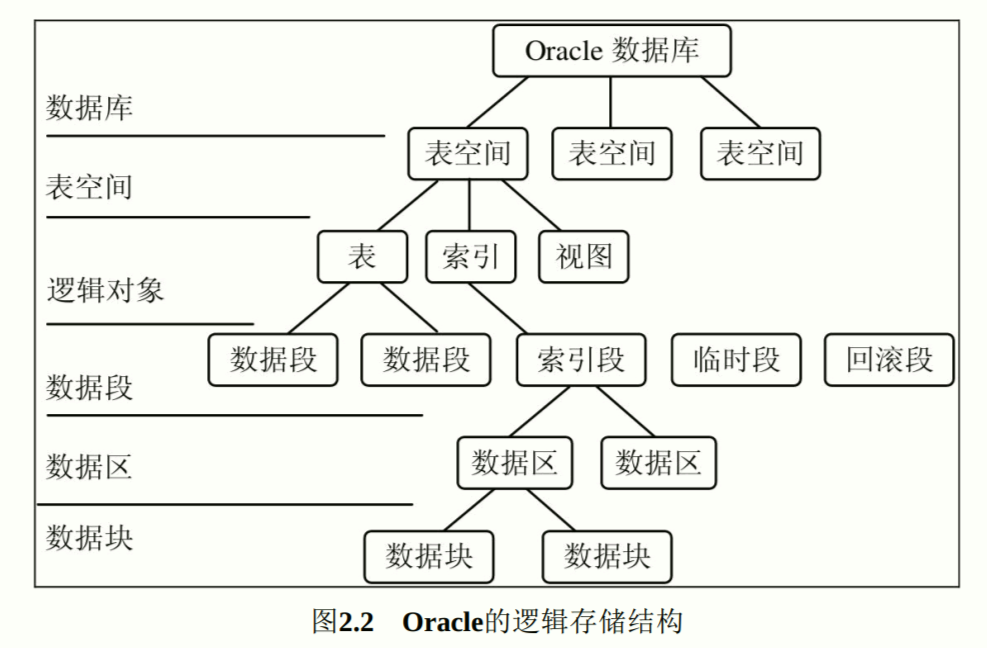 Oracle 数据库
数据库
表空间 表空间 表空间
表空间
表 索引 视图
逻辑对象
数据段 数据段 索引段 临时段 回滚段
数据段
数据区 数据区
数据区
数据块
数据块 数据块
图2.2 Oracle的逻辑存储结构